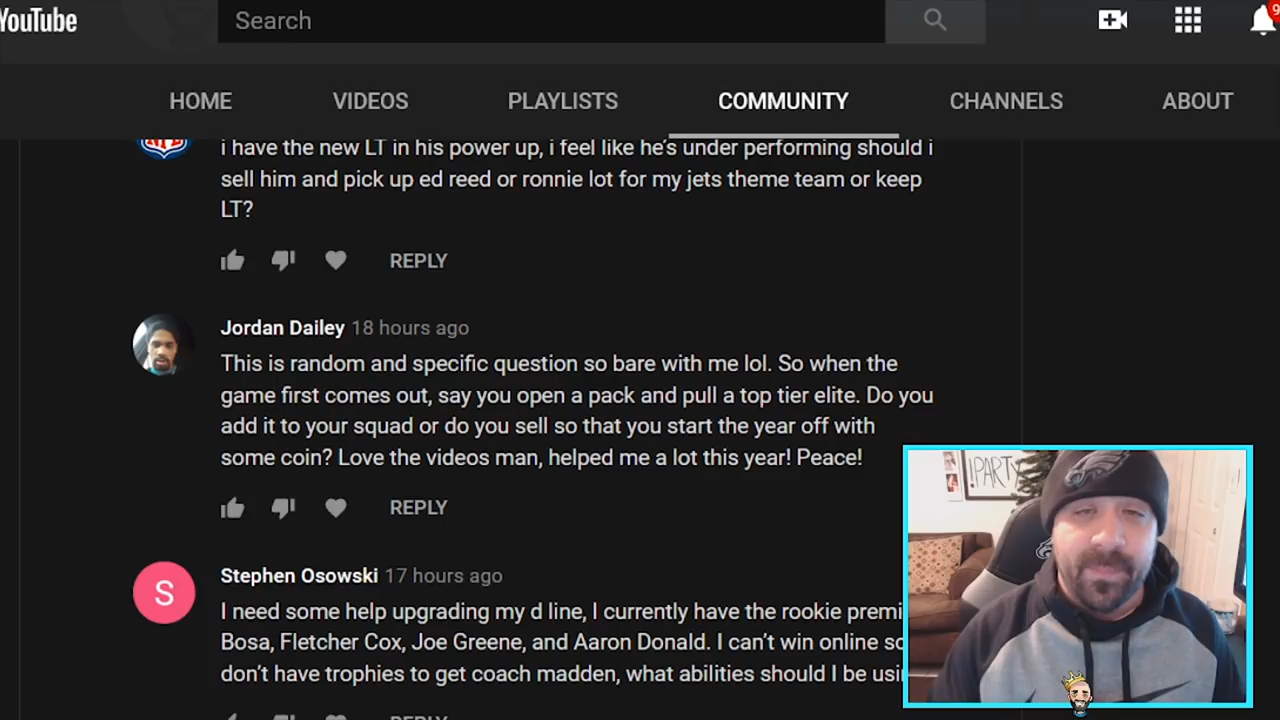 YouTube
Search
9
HOME VIDEOS PLAYLISTS COMMUNITY CHANNELS ABOUT
i have the new LT in his power up, i feel like he's under performing should i
sell him and pick up ed reed or ronnie lot for my jets theme team or keep
LT?
REPLY
Jordan Dailey 18 hours ago
This is random and specific question so bare with me lol. So when the
game first comes out, say you open a pack and pull a top tier elite. Do you
add it to your squad or do you sell so that you start the year off with
some coin? Love the videos man, helped me a lot this year! Peace!
REPLY
!PARTY
S
Stephen Osowski 17 hours ago
I need some help upgrading my d line, I currently have the rookie premi
Bosa, Fletcher Cox, Joe Greene, and Aaron Donald. I can't win online so
don't have trophies to get coach madden, what abilities should I be usi
REPLY